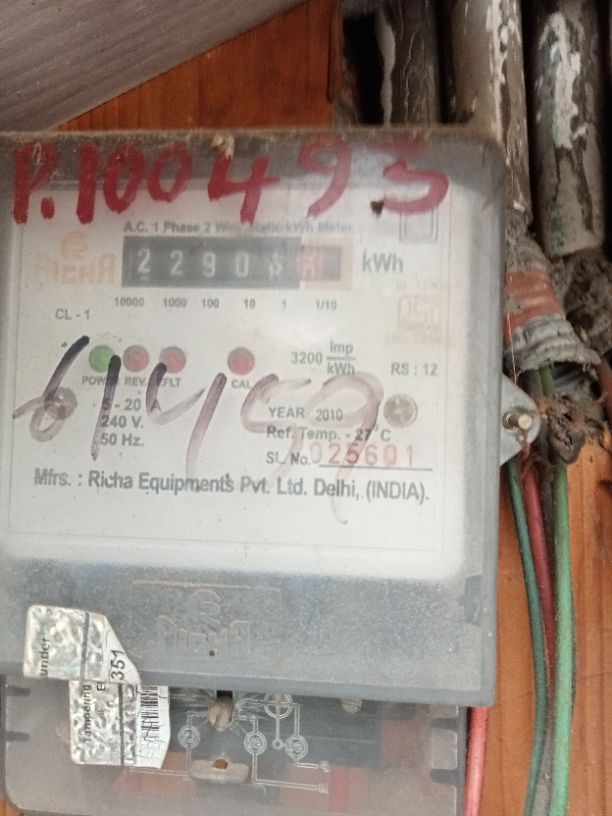 P.100493
A.C. 1 Phase 2 Wire Static kWh Meter
RICHA
2290 kWh
10000 1000 100 10 1 1/10
CL - 1
3200 Imp/kWh
RS : 12
POWER REV. EFLT CAL
5 - 20 A
240 V.
50 Hz.
YEAR 2010
Ref. Temp. - 27°C
SL. No. 025601
Mfrs. : Richa Equipments Pvt. Ltd. Delhi, (INDIA).
RICHA
under
351
Tampering